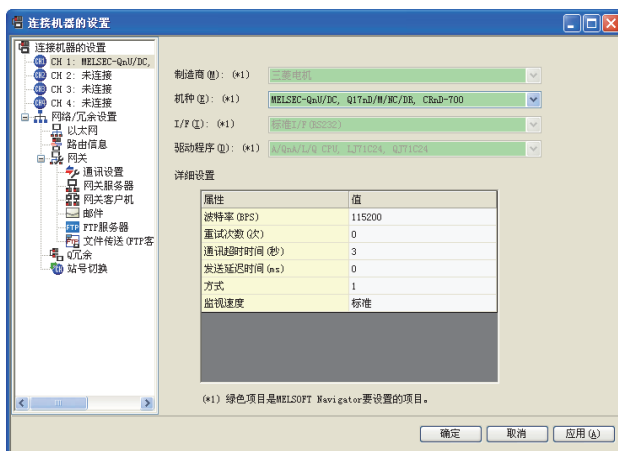 连接机器的设置
连接机器的设置
CH 1: MELSEC-QnU/DC,
CH 2: 未连接
CH 3: 未连接
CH 4: 未连接
网络/冗余设置
以太网
路由信息
网关
通讯设置
网关服务器
网关客户机
邮件
FTP服务器
文件传送(FTP客
Q冗余
站号切换
制造商(M): (*1) 三菱电机
机种(E): (*1) MELSEC-QnU/DC, Q17nD/M/NC/DR, CRnD-700
I/F(I): (*1) 标准I/F(RS232)
驱动程序(D): (*1) A/QnA/L/Q CPU, LJ71C24, QJ71C24
详细设置
属性 值
波特率(BPS) 115200
重试次数(次) 0
通讯超时时间(秒) 3
发送延迟时间(ms) 0
方式 1
监视速度 标准
(*1) 绿色项目是MELSOFT Navigator要设置的项目。
确定 取消 应用(A)